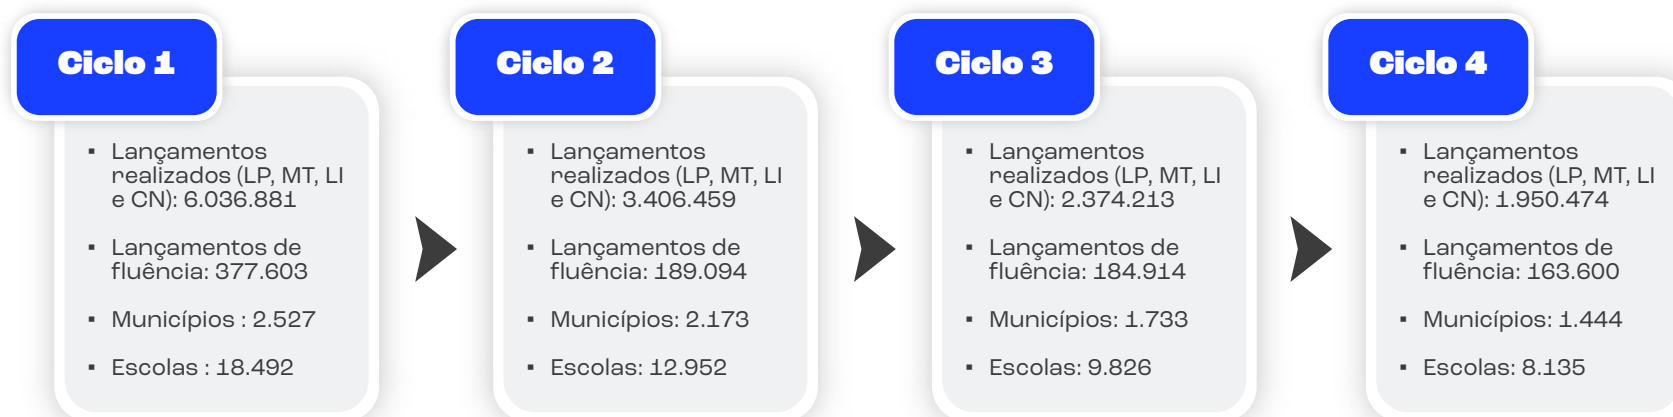 Ciclo 1
▪ Lançamentos
realizados (LP, MT, LI
e CN): 6.036.881
▪ Lançamentos de
fluência: 377.603
▪ Municípios : 2.527
▪ Escolas : 18.492
Ciclo 2
▪ Lançamentos
realizados (LP, MT, LI
e CN): 3.406.459
▪ Lançamentos de
fluência: 189.094
▪ Municípios: 2.173
▪ Escolas: 12.952
Ciclo 3
▪ Lançamentos
realizados (LP, MT, LI
e CN): 2.374.213
▪ Lançamentos de
fluência: 184.914
▪ Municípios: 1.733
▪ Escolas: 9.826
Ciclo 4
▪ Lançamentos
realizados (LP, MT, LI
e CN): 1.950.474
▪ Lançamentos de
fluência: 163.600
▪ Municípios: 1.444
▪ Escolas: 8.135